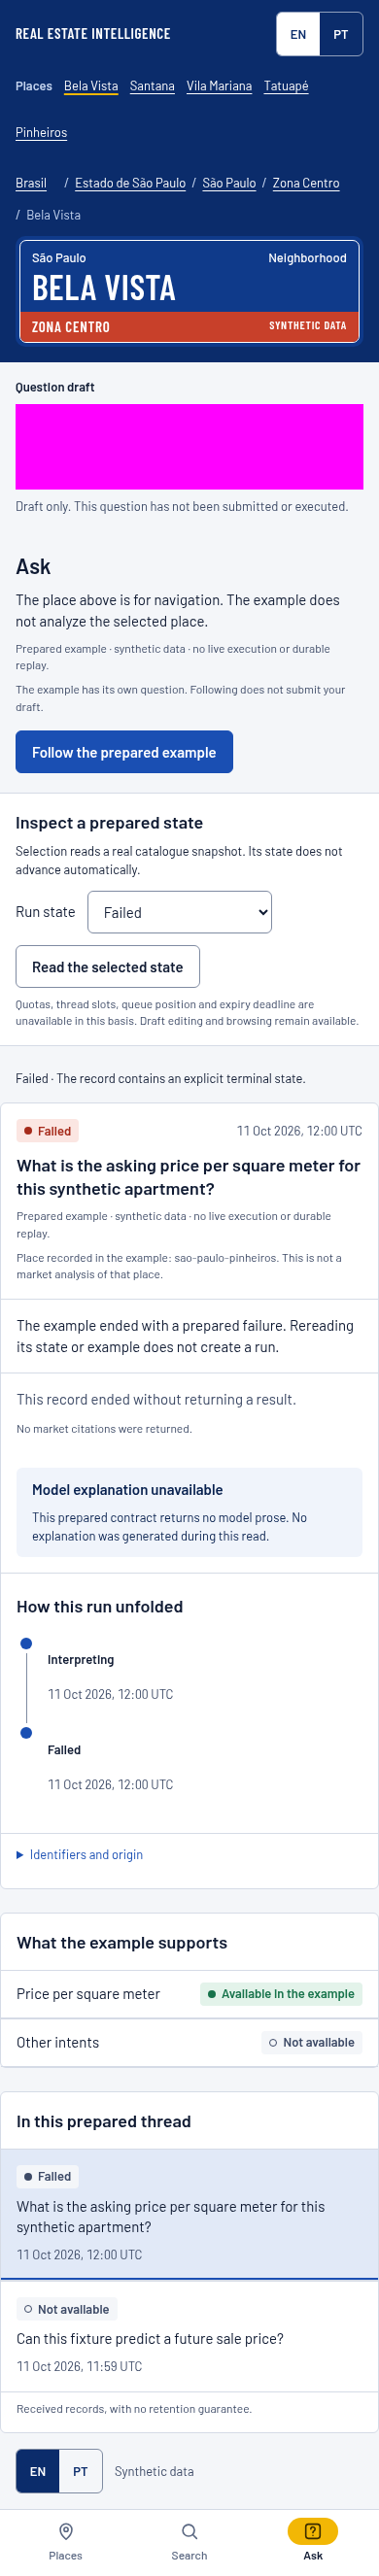 REAL ESTATE INTELLIGENCE
EN PT
Places Bela Vista Santana Vila Mariana Tatuapé
Pinheiros
Brasil / Estado de São Paulo / São Paulo / Zona Centro
/ Bela Vista
São Paulo Neighborhood
BELA VISTA
ZONA CENTRO SYNTHETIC DATA
Question draft
Draft only. This question has not been submitted or executed.
Ask
The place above is for navigation. The example does
not analyze the selected place.
Prepared example · synthetic data · no live execution or durable
replay.
The example has its own question. Following does not submit your
draft.
Follow the prepared example
Inspect a prepared state
Selection reads a real catalogue snapshot. Its state does not
advance automatically.
Run state Failed
Read the selected state
Quotas, thread slots, queue position and expiry deadline are
unavailable in this basis. Draft editing and browsing remain available.
Failed · The record contains an explicit terminal state.
Failed 11 Oct 2026, 12:00 UTC
What is the asking price per square meter for
this synthetic apartment?
Prepared example · synthetic data · no live execution or durable
replay.
Place recorded in the example: sao-paulo-pinheiros. This is not a
market analysis of that place.
The example ended with a prepared failure. Rereading
its state or example does not create a run.
This record ended without returning a result.
No market citations were returned.
Model explanation unavailable
This prepared contract returns no model prose. No
explanation was generated during this read.
How this run unfolded
Interpreting
11 Oct 2026, 12:00 UTC
Failed
11 Oct 2026, 12:00 UTC
Identifiers and origin
What the example supports
Price per square meter Available in the example
Other intents Not available
In this prepared thread
Failed
What is the asking price per square meter for this
synthetic apartment?
11 Oct 2026, 12:00 UTC
Not available
Can this fixture predict a future sale price?
11 Oct 2026, 11:59 UTC
Received records, with no retention guarantee.
EN PT Synthetic data
Places Search Ask